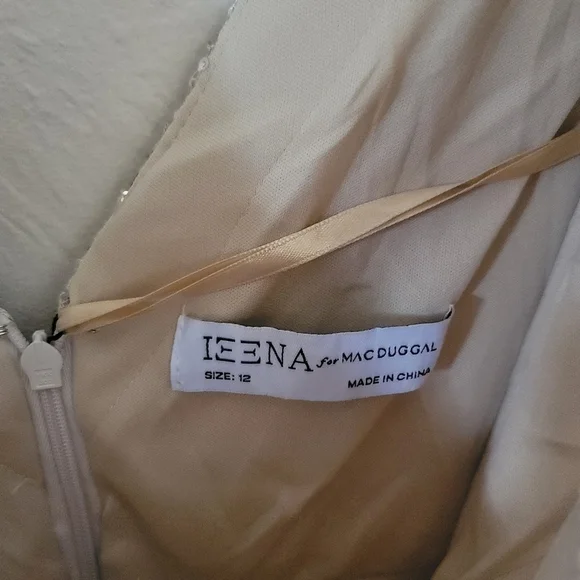 IEENA for MAC DUGGAL
SIZE: 12
MADE IN CHINA